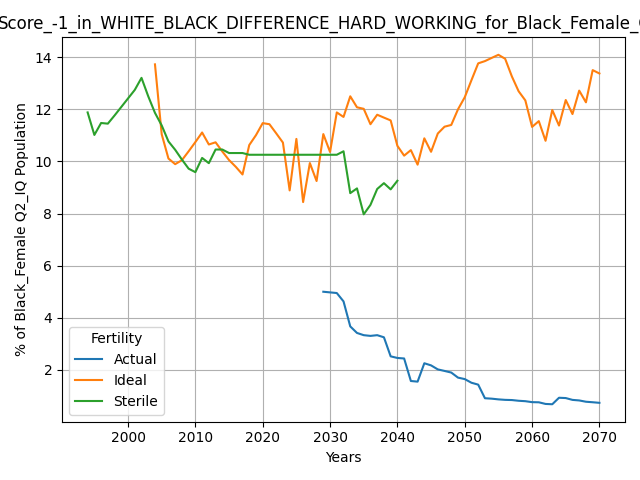 Score_-1_in_WHITE_BLACK_DIFFERENCE_HARD_WORKING_for_Black_Female_
14
12
10
8
6
4
2
% of Black_Female Q2_IQ Population
Fertility
Actual
Ideal
Sterile
2000 2010 2020 2030 2040 2050 2060 2070
Years